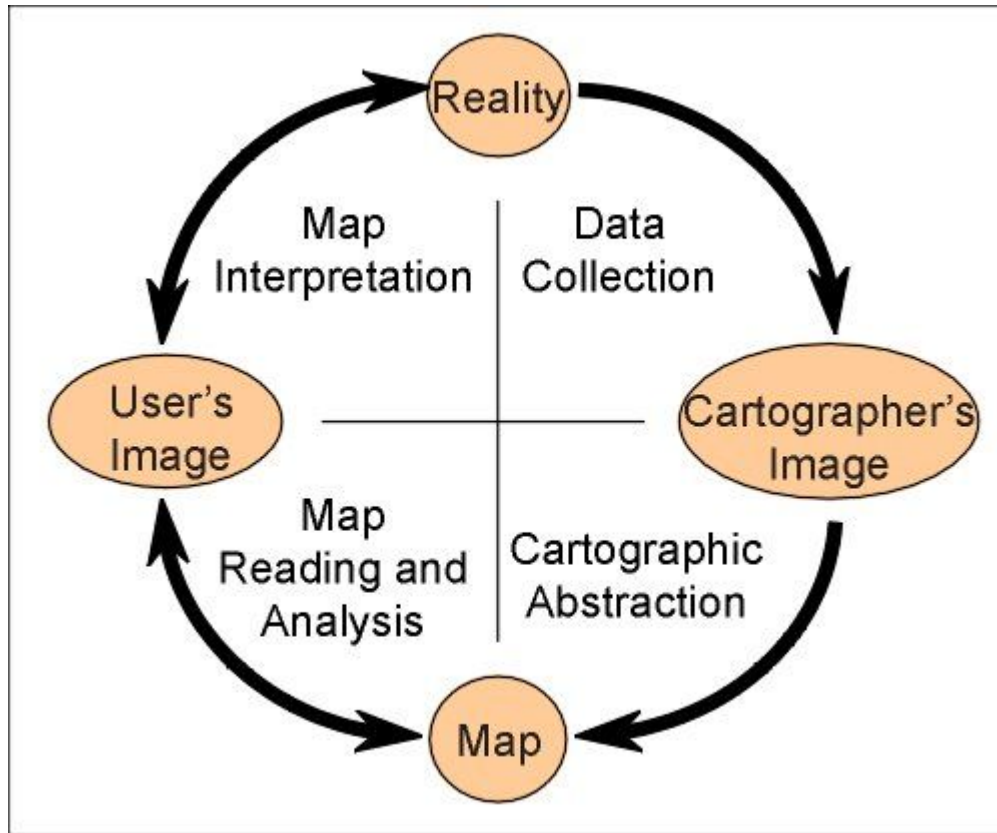 Reality
Map
Interpretation
Data
Collection
User's
Image
Cartographer's
Image
Map
Reading and
Analysis
Cartographic
Abstraction
Map